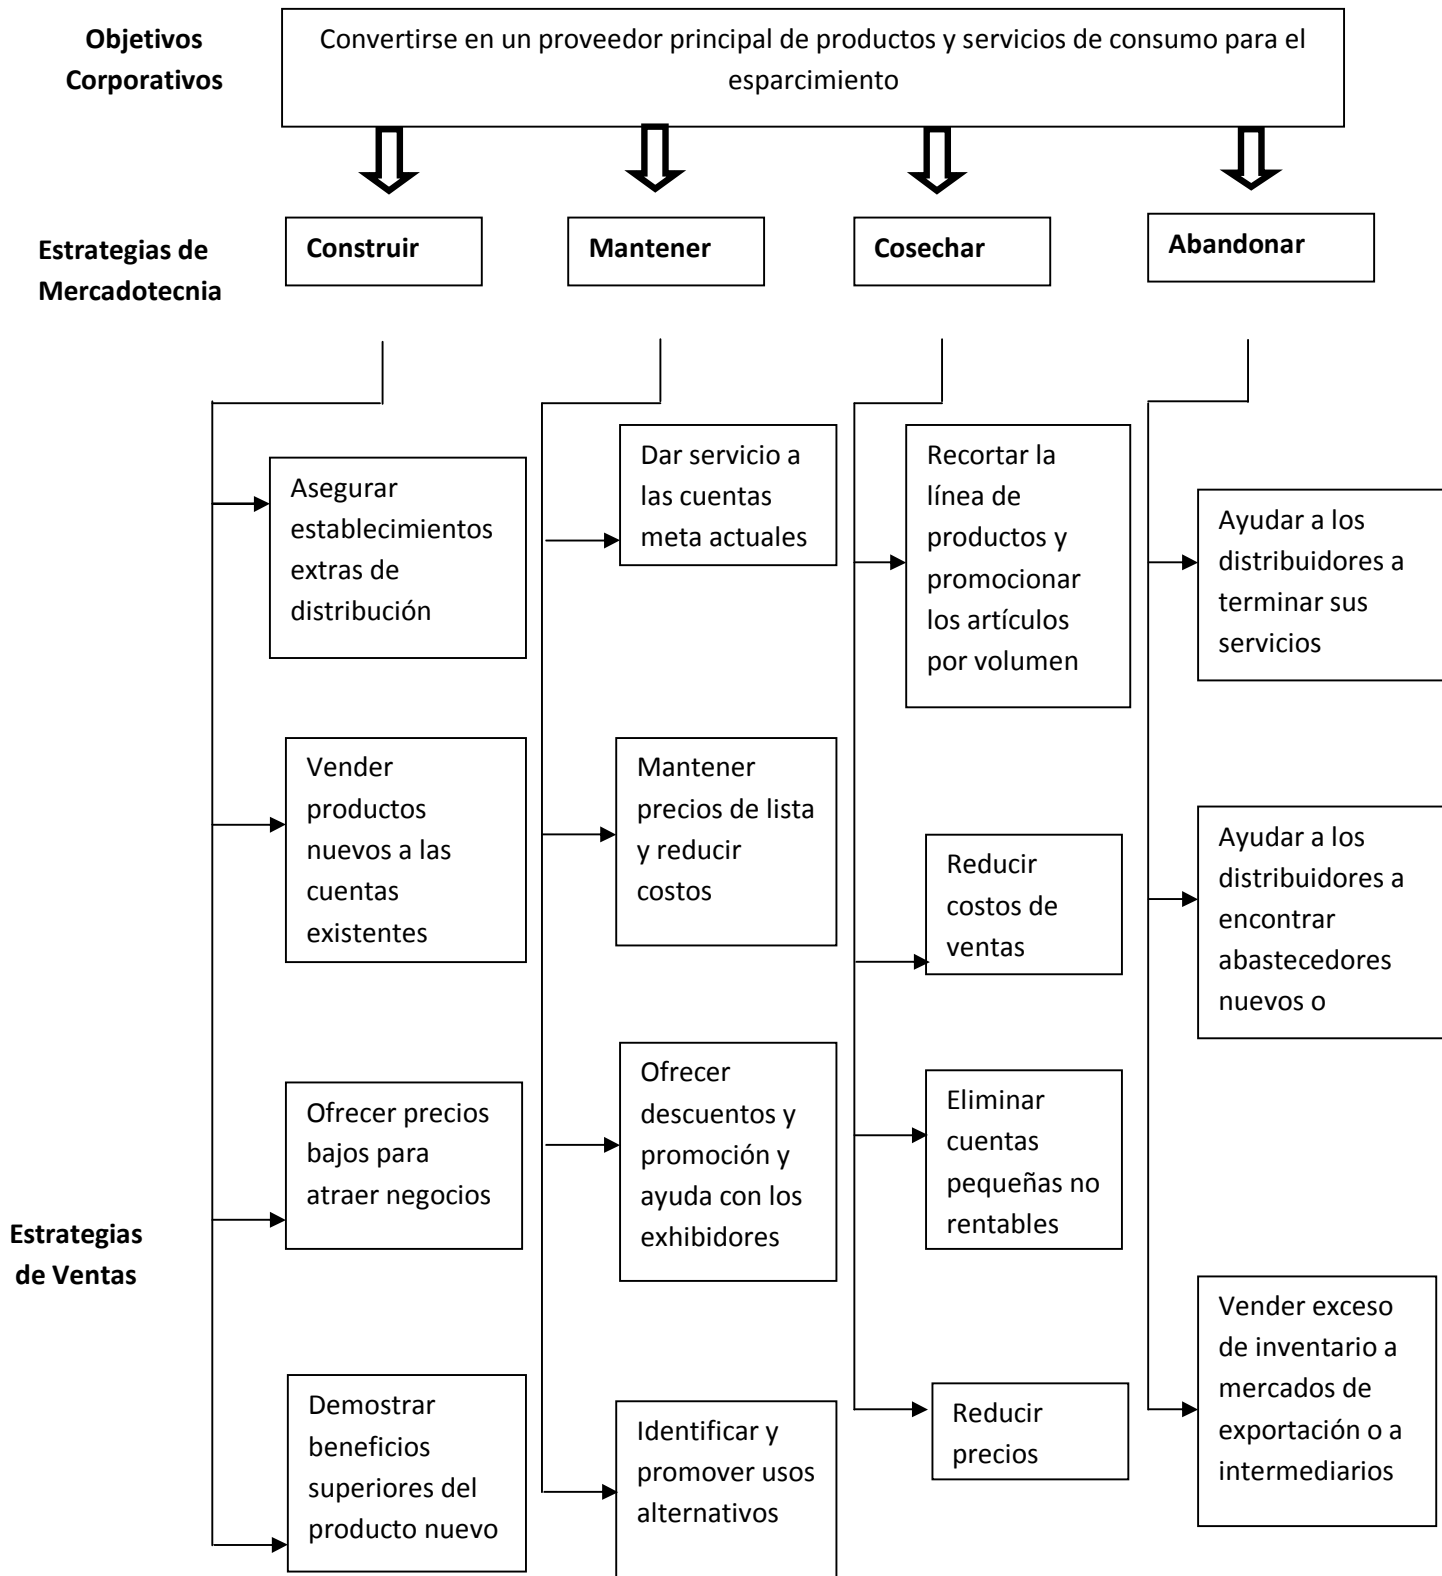 Objetivos
Corporativos
Convertirse en un proveedor principal de productos y servicios de consumo para el
esparcimiento
Estrategias de
Mercadotecnia
Construir
Mantener
Cosechar
Abandonar
Asegurar
establecimientos
extras de
distribución
Vender
productos
nuevos a las
cuentas
existentes
Ofrecer precios
bajos para
atraer negocios
Demostrar
beneficios
superiores del
producto nuevo
Dar servicio a
las cuentas
meta actuales
Mantener
precios de lista
y reducir
costos
Ofrecer
descuentos y
promoción y
ayuda con los
exhibidores
Identificar y
promover usos
alternativos
Recortar la
línea de
productos y
promocionar
los artículos
por volumen
Reducir
costos de
ventas
Eliminar
cuentas
pequeñas no
rentables
Reducir
precios
Ayudar a los
distribuidores a
terminar sus
servicios
Ayudar a los
distribuidores a
encontrar
abastecedores
nuevos o
Vender exceso
de inventario a
mercados de
exportación o a
intermediarios
Estrategias
de Ventas